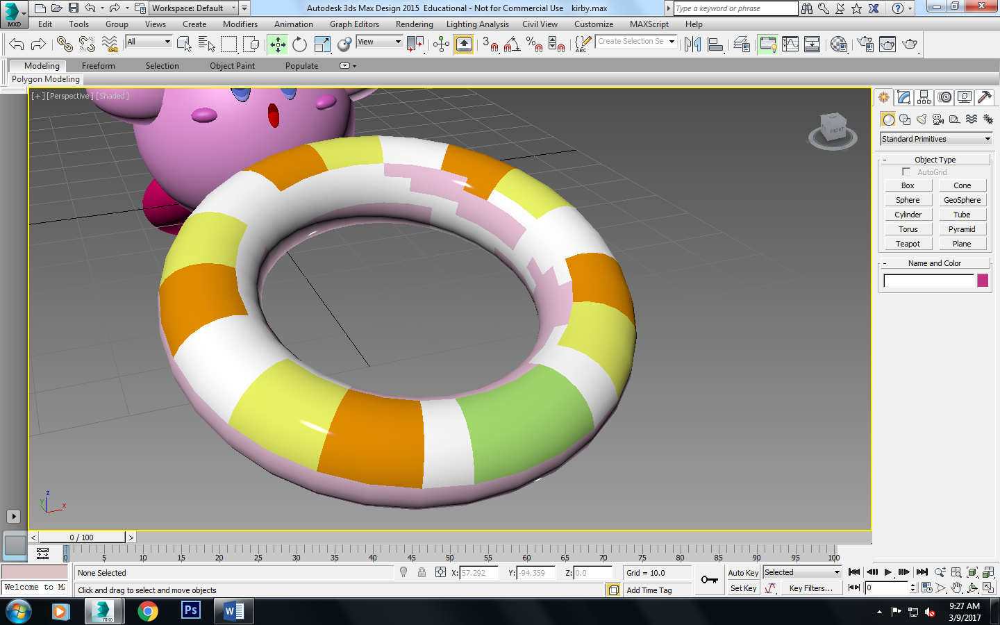 MXD
Workspace: Default
Autodesk 3ds Max Design 2015   Educational - Not for Commercial Use    kirby.max
Type a keyword or phrase
Edit Tools Group Views Create Modifiers Animation Graph Editors Rendering Lighting Analysis Civil View Customize MAXScript Help
All View 3 % ABC Create Selection Se
Modeling Freeform Selection Object Paint Populate
Polygon Modeling
[+][Perspective][Shaded]
FRONT
Standard Primitives
- Object Type
AutoGrid
Box Cone
Sphere GeoSphere
Cylinder Tube
Torus Pyramid
Teapot Plane
- Name and Color
z
y x
< 0 / 100 >
0 5 10 15 20 25 30 35 40 45 50 55 60 65 70 75 80 85 90 95 100
None Selected X: 57.292 Y: -94.359 Z: 0.0 Grid = 10.0 Auto Key Selected
Welcome to MA Click and drag to select and move objects Add Time Tag Set Key Key Filters... 0
MXD Ps W
9:27 AM
3/9/2017